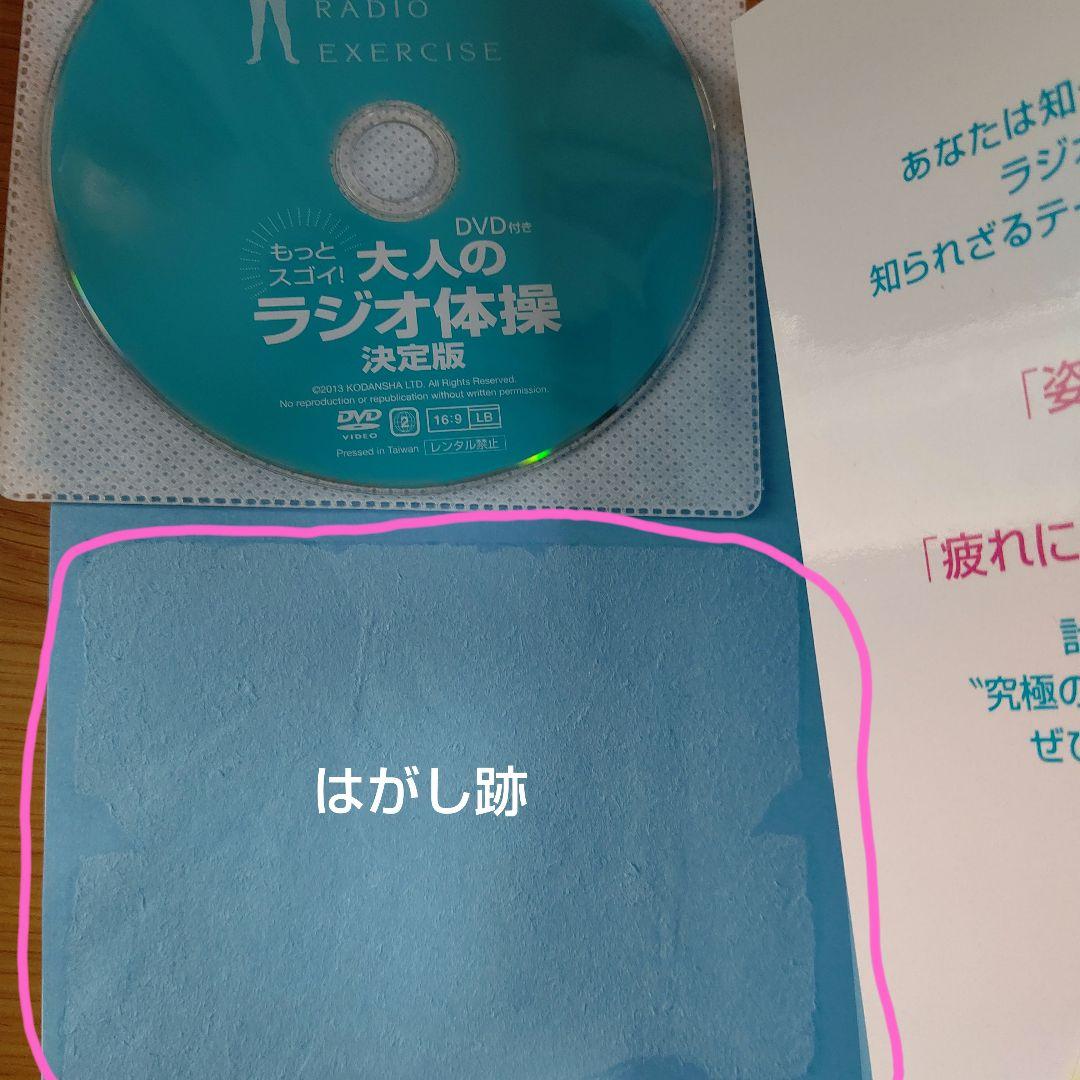 RADIO
EXERCISE
DVD付き
もっと
スゴイ!
大人の
ラジオ体操
決定版
©2013 KODANSHA LTD. All Rights Reserved.
No reproduction or republication without written permission.
DVD
VIDEO
2
16:9 LB
Pressed in Taiwan レンタル禁止
あなたは知
ラジオ
知られざるテ
「姿
「疲れに
〝究極の
ぜひ
はがし跡